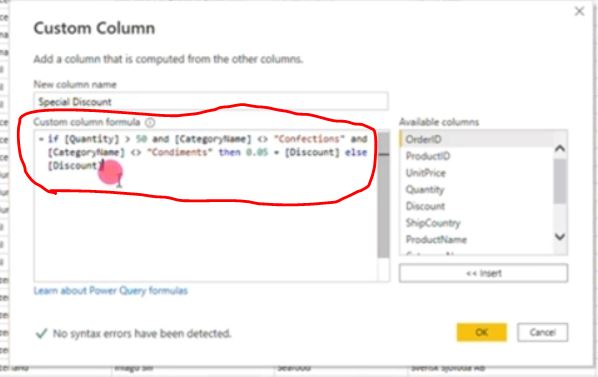 Custom Column
Add a column that is computed from the other columns.
New column name
Special Discount
Custom column formula
= if [Quantity] > 50 and [CategoryName] <> "Confections" and
[CategoryName] <> "Condiments" then 0.05 + [Discount] else
[Discount]
Available columns
OrderID
ProductID
UnitPrice
Quantity
Discount
ShipCountry
ProductName
<< Insert
Learn about Power Query formulas
No syntax errors have been detected.
OK
Cancel
Seafood